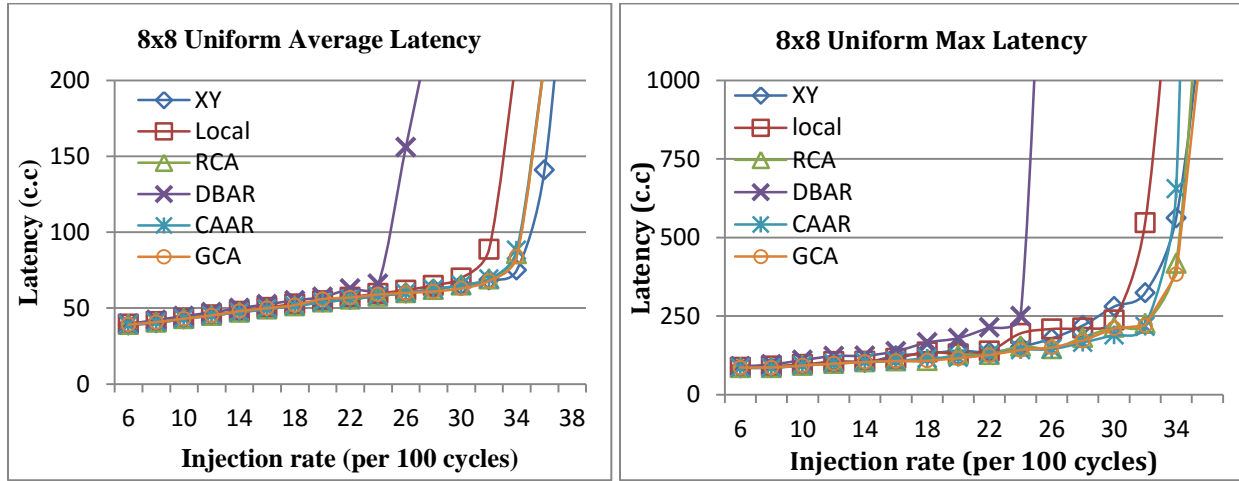 8x8 Uniform Average Latency
200
150
100
50
0
Latency (c.c)
XY
Local
RCA
DBAR
CAAR
GCA
6 10 14 18 22 26 30 34 38
Injection rate (per 100 cycles)
8x8 Uniform Max Latency
1000
750
500
250
0
Latency (c.c)
XY
local
RCA
DBAR
CAAR
GCA
6 10 14 18 22 26 30 34
Injection rate (per 100 cycles)